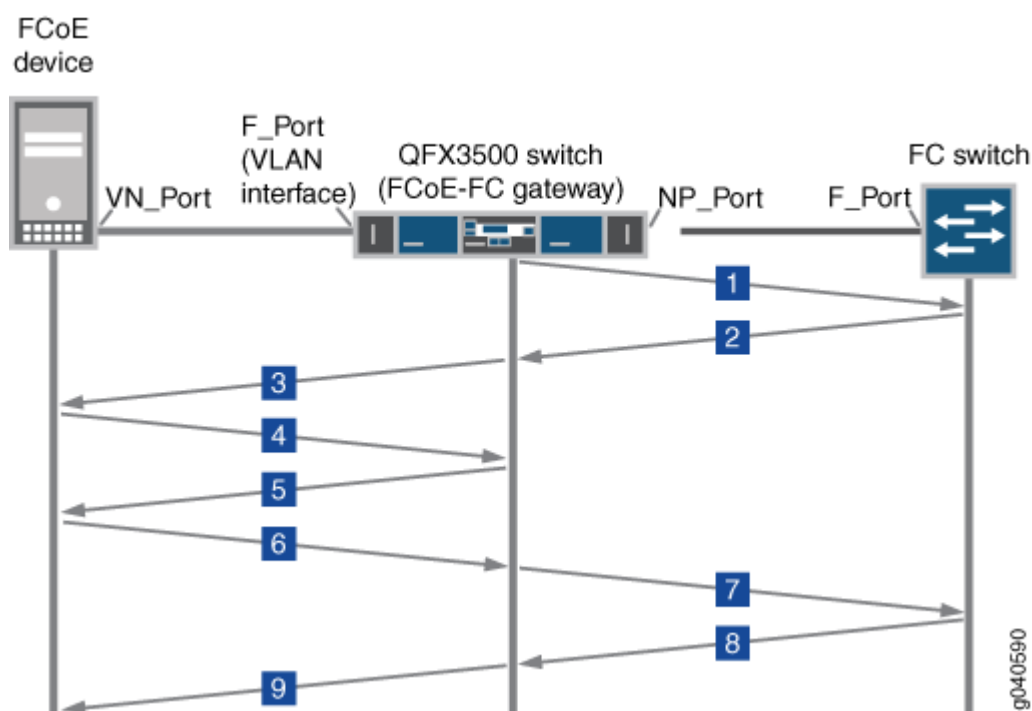 FCoE
device
F_Port
(VLAN
interface)
QFX3500 switch
(FCoE-FC gateway)
FC switch
VN_Port
NP_Port
F_Port
1
2
3
4
5
6
7
8
9
g040590